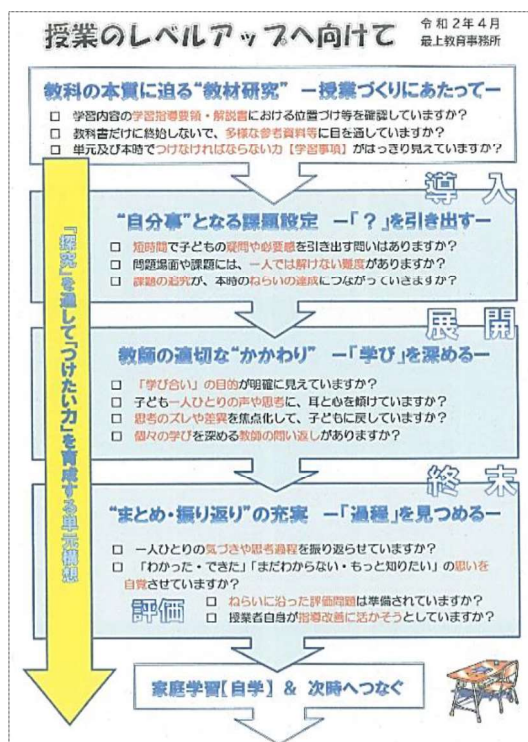 授業のレベルアップへ向けて
令和2年4月
最上教育事務所
教科の本質に迫る“教材研究” ー授業づくりにあたってー
□ 学習内容の学習指導要領・解説書における位置づけ等を確認していますか?
□ 教科書だけに終始しないで、多様な参考資料等に目を通していますか?
□ 単元及び本時でつけなければならない力【学習事項】がはっきり見えていますか?
導入
“自分事”となる課題設定 ー「?」を引き出すー
□ 短時間で子どもの疑問や必要感を引き出す問いはありますか?
□ 問題場面や課題には、一人では解けない難度がありますか?
□ 課題の追究が、本時のねらいの達成につながっていきますか?
展開
教師の適切な“かかわり” ー「学び」を深めるー
□ 「学び合い」の目的が明確に見えていますか?
□ 子ども一人ひとりの声や思考に、耳と心を傾けていますか?
□ 思考のズレや差異を焦点化して、子どもに戻していますか?
□ 個々の学びを深める教師の問い返しがありますか?
終末
“まとめ・振り返り”の充実 ー「過程」を見つめるー
□ 一人ひとりの気づきや思考過程を振り返らせていますか?
□ 「わかった・できた」「まだわからない・もっと知りたい」の思いを
自覚させていますか?
評価
□ ねらいに沿った評価問題は準備されていますか?
□ 授業者自身が指導改善に活かそうとしていますか?
家庭学習【自学】 & 次時へつなぐ
「探究」を通して「つけたい力」を育成する単元構想